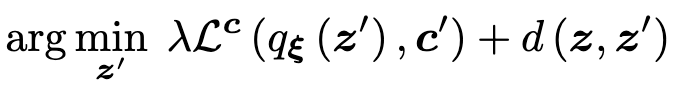 arg min_{z′} λℒ^c (q_ξ (z′), c′) + d (z, z′)